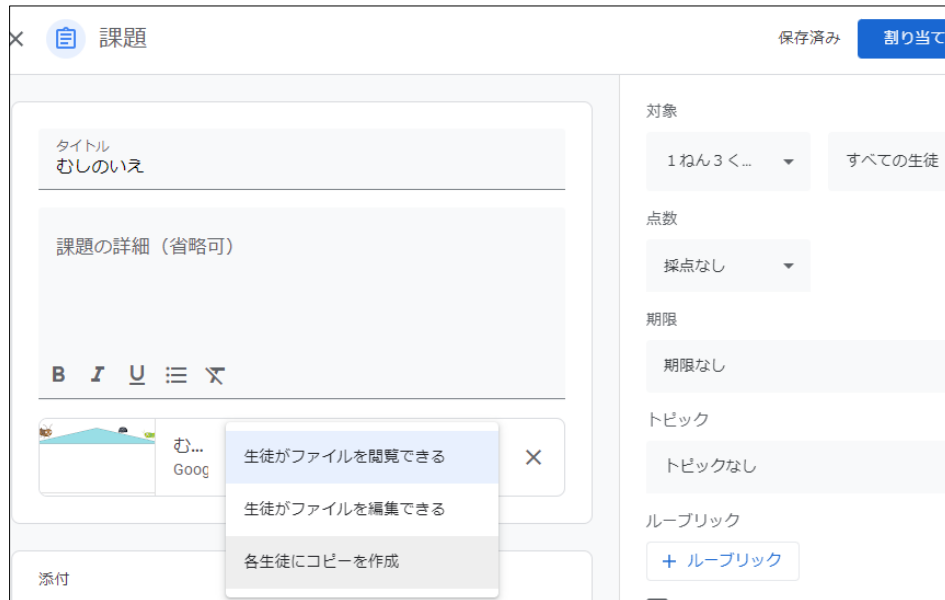 課題
保存済み
割り当て
タイトル
むしのいえ
課題の詳細（省略可）
B I U
む...
Goog
生徒がファイルを閲覧できる
生徒がファイルを編集できる
各生徒にコピーを作成
添付
対象
１ねん３く...
すべての生徒
点数
採点なし
期限
期限なし
トピック
トピックなし
ルーブリック
+ ルーブリック